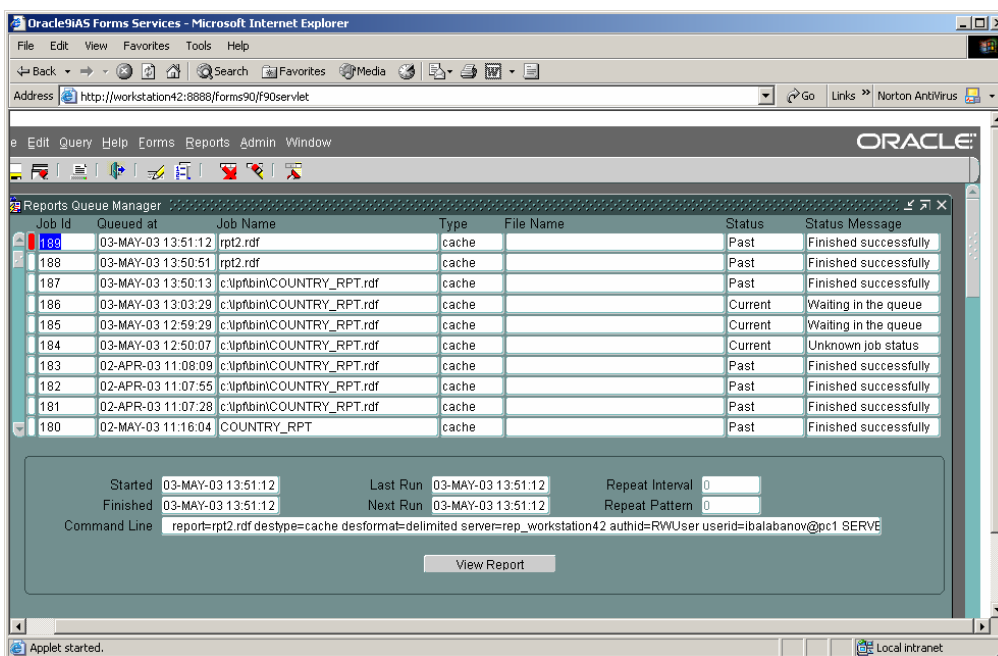 Oracle9iAS Forms Services - Microsoft Internet Explorer
File Edit View Favorites Tools Help
Back Search Favorites Media
Address http://workstation42:8888/forms90/f90servlet Go Links » Norton AntiVirus
e Edit Query Help Forms Reports Admin Window ORACLE
Reports Queue Manager
Job Id Queued at Job Name Type File Name Status Status Message
189 03-MAY-03 13:51:12 rpt2.rdf cache Past Finished successfully
188 03-MAY-03 13:50:51 rpt2.rdf cache Past Finished successfully
187 03-MAY-03 13:50:13 c:\lpf\bin\COUNTRY_RPT.rdf cache Past Finished successfully
186 03-MAY-03 13:03:29 c:\lpf\bin\COUNTRY_RPT.rdf cache Current Waiting in the queue
185 03-MAY-03 12:59:29 c:\lpf\bin\COUNTRY_RPT.rdf cache Current Waiting in the queue
184 03-MAY-03 12:50:07 c:\lpf\bin\COUNTRY_RPT.rdf cache Current Unknown job status
183 02-APR-03 11:08:09 c:\lpf\bin\COUNTRY_RPT.rdf cache Past Finished successfully
182 02-APR-03 11:07:55 c:\lpf\bin\COUNTRY_RPT.rdf cache Past Finished successfully
181 02-APR-03 11:07:28 c:\lpf\bin\COUNTRY_RPT.rdf cache Past Finished successfully
180 02-MAY-03 11:16:04 COUNTRY_RPT cache Past Finished successfully
Started 03-MAY-03 13:51:12 Last Run 03-MAY-03 13:51:12 Repeat Interval 0
Finished 03-MAY-03 13:51:12 Next Run 03-MAY-03 13:51:12 Repeat Pattern 0
Command Line report=rpt2.rdf destype=cache desformat=delimited server=rep_workstation42 authid=RWUser userid=ibalabanov@pc1 SERVE
View Report
Applet started. Local intranet